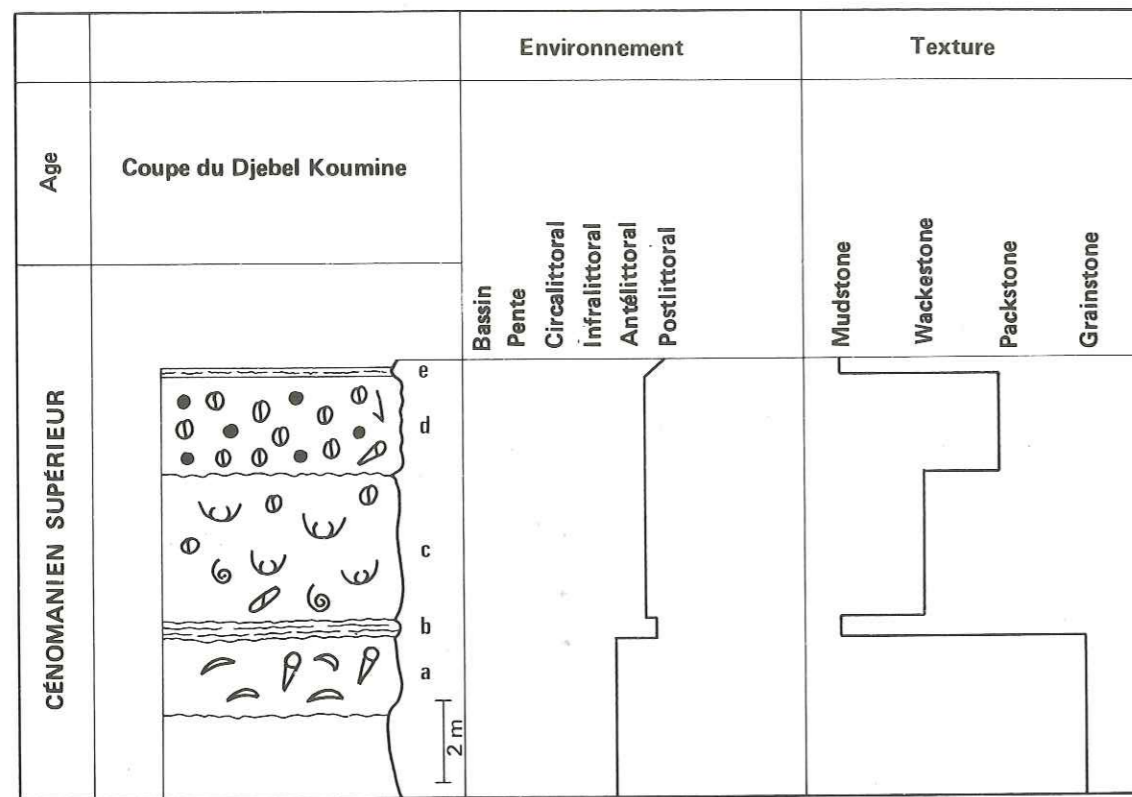 Environnement
Texture
Age
Coupe du Djebel Koumine
Bassin
Pente
Circalittoral
Infralittoral
Antélittoral
Postlittoral
Mudstone
Wackestone
Packstone
Grainstone
CÉNOMANIEN SUPÉRIEUR
e
d
c
b
a
2 m